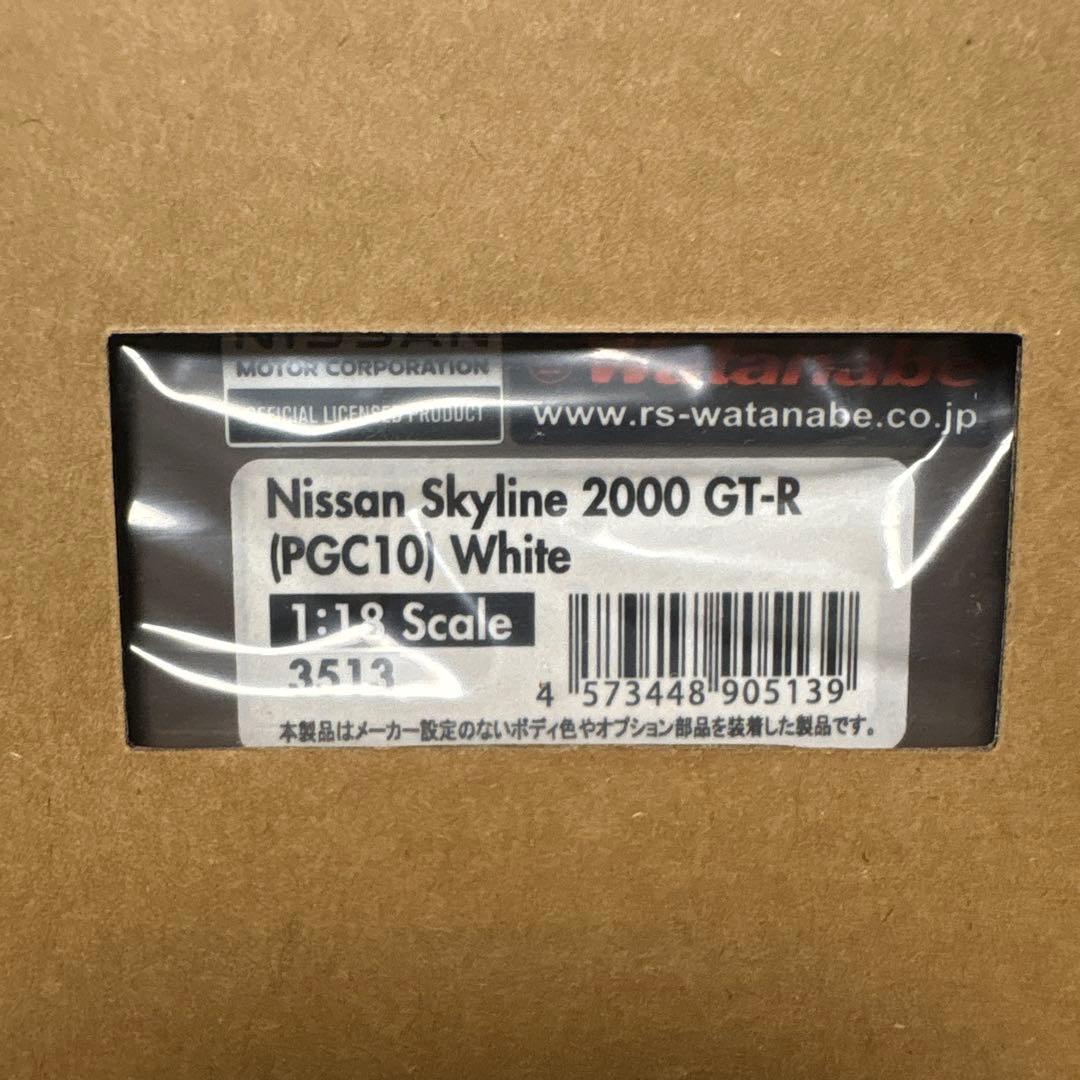 NISSAN
MOTOR CORPORATION
OFFICIAL LICENSED PRODUCT
Watanabe
www.rs-watanabe.co.jp
Nissan Skyline 2000 GT-R
(PGC10) White
1:18 Scale
3513
4 573448 905139
本製品はメーカー設定のないボディ色やオプション部品を装着した製品です。